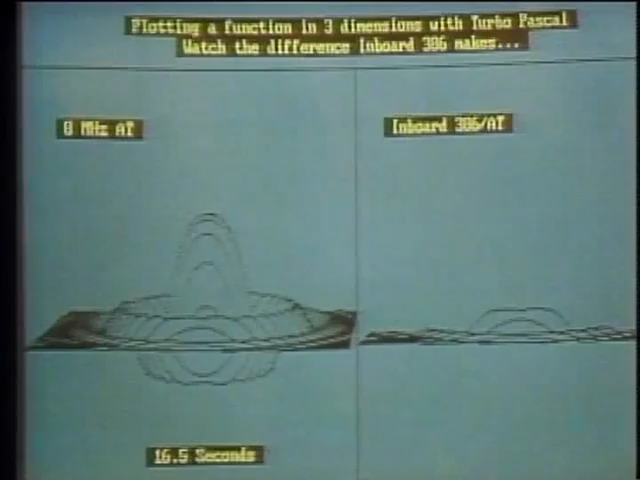 Plotting a function in 3 dimensions with Turbo Pascal
Watch the difference Inboard 386 makes...
8 MHz AT
Inboard 386/AT
16.5 Seconds